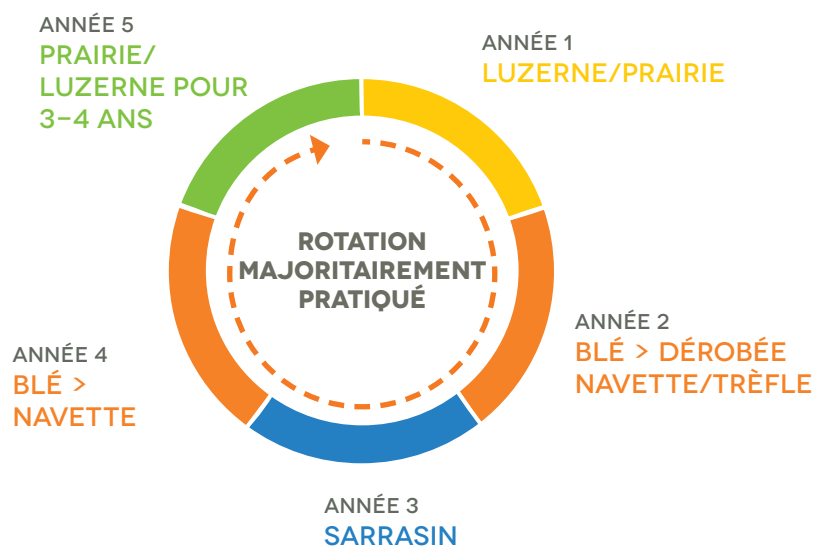 ANNÉE 5
PRAIRIE/
LUZERNE POUR
3–4 ANS
ANNÉE 1
LUZERNE/PRAIRIE
ROTATION
MAJORITAIREMENT
PRATIQUÉ
ANNÉE 2
BLÉ > DÉROBÉE
NAVETTE/TRÈFLE
ANNÉE 4
BLÉ >
NAVETTE
ANNÉE 3
SARRASIN